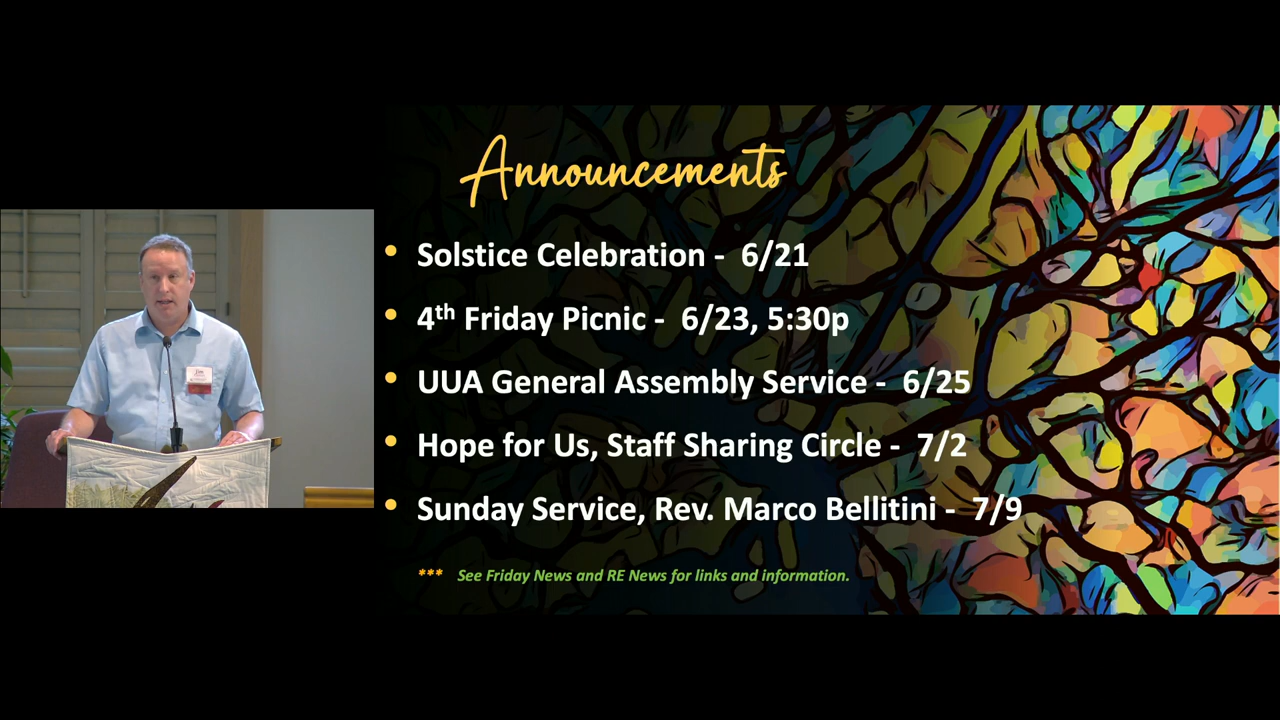 Announcements
• Solstice Celebration - 6/21
• 4th Friday Picnic - 6/23, 5:30p
• UUA General Assembly Service - 6/25
• Hope for Us, Staff Sharing Circle - 7/2
• Sunday Service, Rev. Marco Bellitini - 7/9
*** See Friday News and RE News for links and information.
Jim